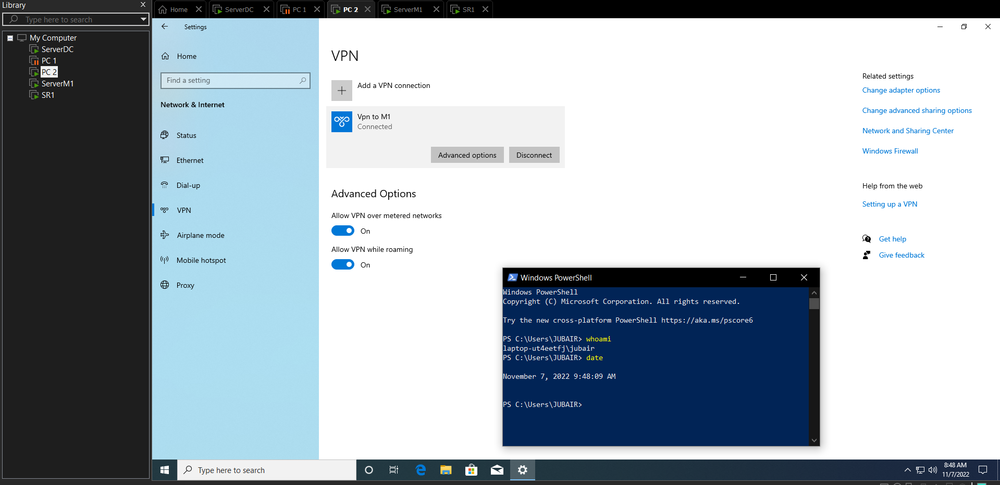 Library
Type here to search
My Computer
ServerDC
PC 1
PC 2
ServerM1
SR1
Home
ServerDC
PC 1
PC 2
ServerM1
SR1
Settings
Home
Find a setting
Network & Internet
Status
Ethernet
Dial-up
VPN
Airplane mode
Mobile hotspot
Proxy
VPN
Add a VPN connection
Vpn to M1
Connected
Advanced options
Disconnect
Advanced Options
Allow VPN over metered networks
On
Allow VPN while roaming
On
Related settings
Change adapter options
Change advanced sharing options
Network and Sharing Center
Windows Firewall
Help from the web
Setting up a VPN
Get help
Give feedback
Windows PowerShell
Windows PowerShell
Copyright (C) Microsoft Corporation. All rights reserved.
Try the new cross-platform PowerShell https://aka.ms/pscore6
PS C:\Users\JUBAIR> whoami
laptop-ut4eetfj\jubair
PS C:\Users\JUBAIR> date
November 7, 2022 9:48:09 AM
PS C:\Users\JUBAIR>
Type here to search
8:48 AM
11/7/2022